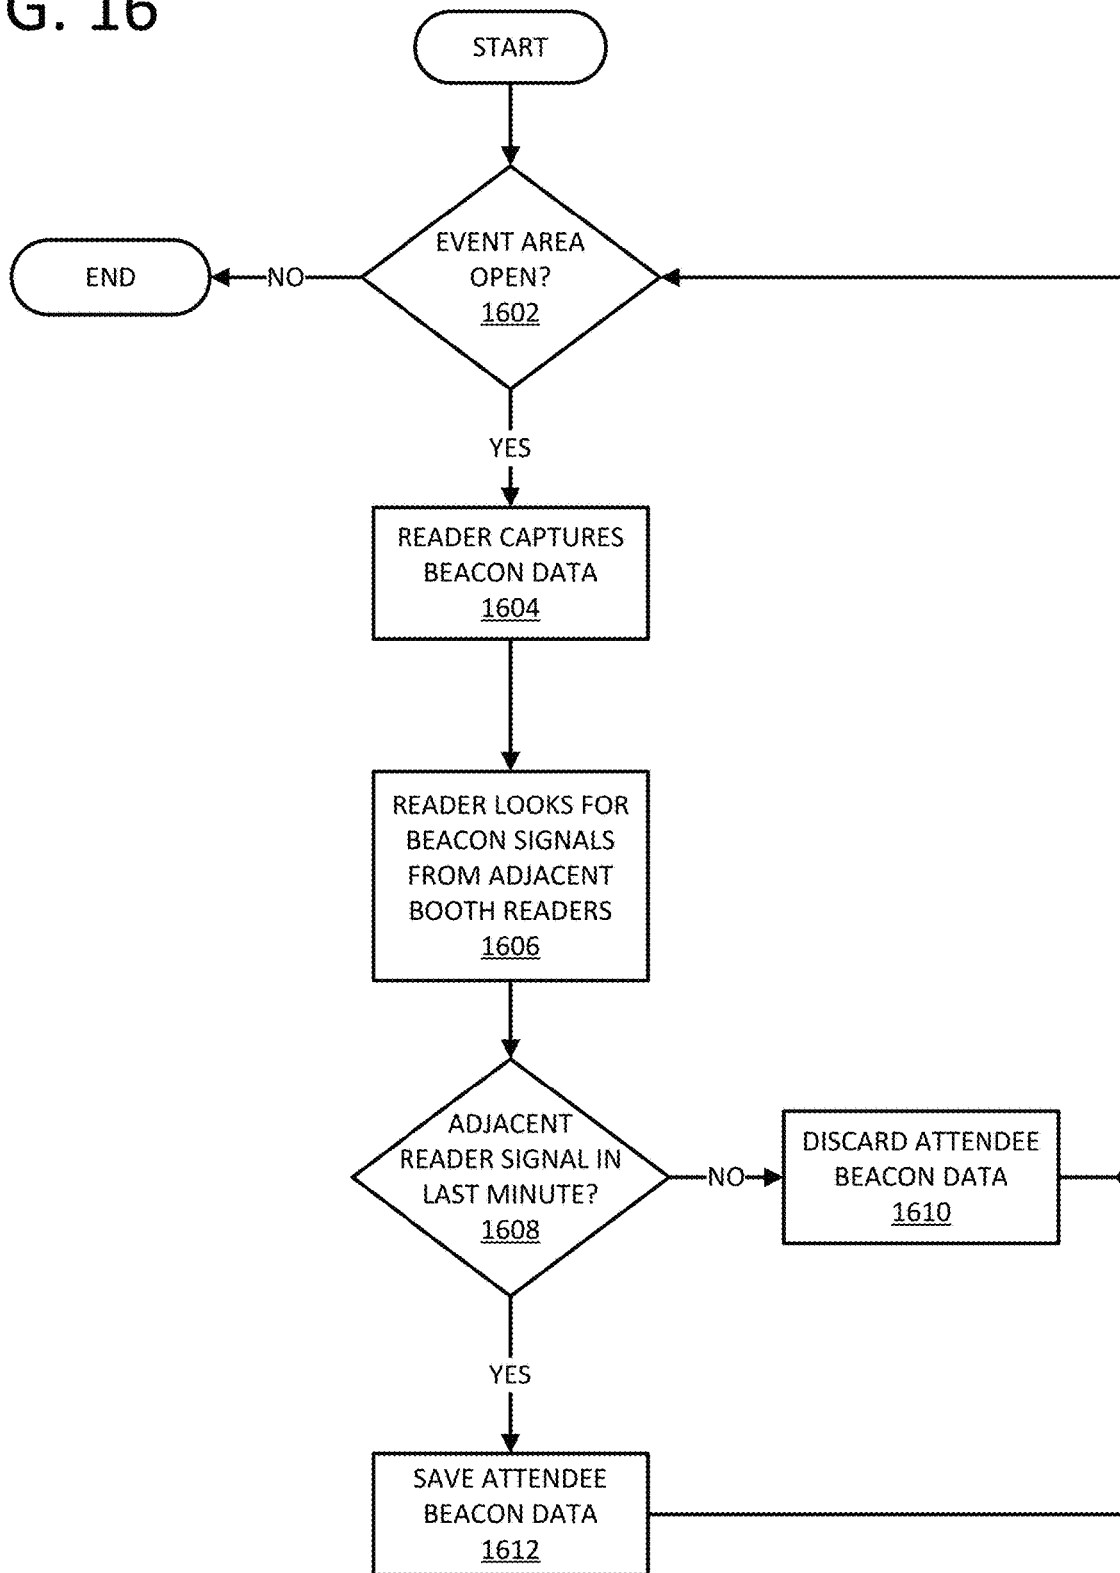 G. 16
START
EVENT AREA
OPEN?
1602
END
NO
YES
READER CAPTURES
BEACON DATA
1604
READER LOOKS FOR
BEACON SIGNALS
FROM ADJACENT
BOOTH READERS
1606
ADJACENT
READER SIGNAL IN
LAST MINUTE?
1608
NO
DISCARD ATTENDEE
BEACON DATA
1610
YES
SAVE ATTENDEE
BEACON DATA
1612